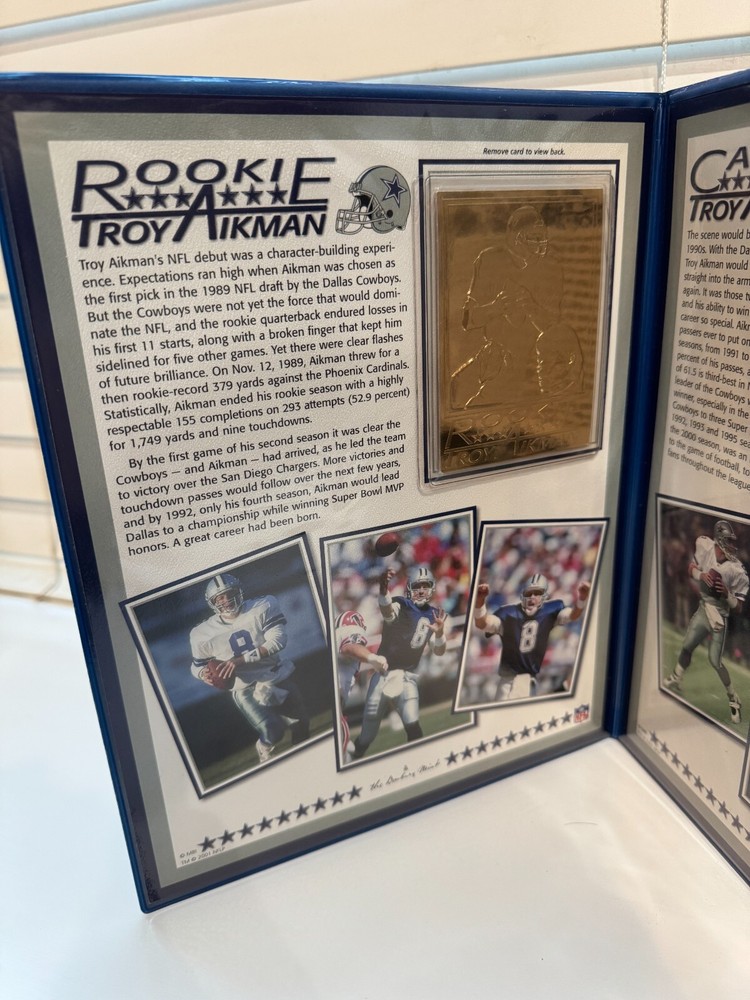 Remove card to view back.
ROOKIE
TROY AIKMAN
Troy Aikman's NFL debut was a character-building experi-
ence. Expectations ran high when Aikman was chosen as
the first pick in the 1989 NFL draft by the Dallas Cowboys.
But the Cowboys were not yet the force that would domi-
nate the NFL, and the rookie quarterback endured losses in
his first 11 starts, along with a broken finger that kept him
sidelined for five other games. Yet there were clear flashes
of future brilliance. On Nov. 12, 1989, Aikman threw for a
then rookie-record 379 yards against the Phoenix Cardinals.
Statistically, Aikman ended his rookie season with a highly
respectable 155 completions on 293 attempts (52.9 percent)
for 1,749 yards and nine touchdowns.
By the first game of his second season it was clear the
Cowboys — and Aikman — had arrived, as he led the team
to victory over the San Diego Chargers. More victories and
touchdown passes would follow over the next few years,
and by 1992, only his fourth season, Aikman would lead
Dallas to a championship while winning Super Bowl MVP
honors. A great career had been born.
ROOKIE
TROY AIKMAN
8
8
8
NFL
The Danbury Mint
© MBI
TM © 2001 NFLP
CA
TROY A
The scene would b
1990s. With the Da
Troy Aikman would
straight into the arm
again. It was those t
and his ability to win
career so special. Aik
passers ever to put on
seasons, from 1991 to
percent of his passes, a
of 61.5 is third-best in
leader of the Cowboys
winner, especially in the
Cowboys to three Super
1992, 1993 and 1995 sea
the 2000 season, was an
to the game of football, to
fans throughout the league